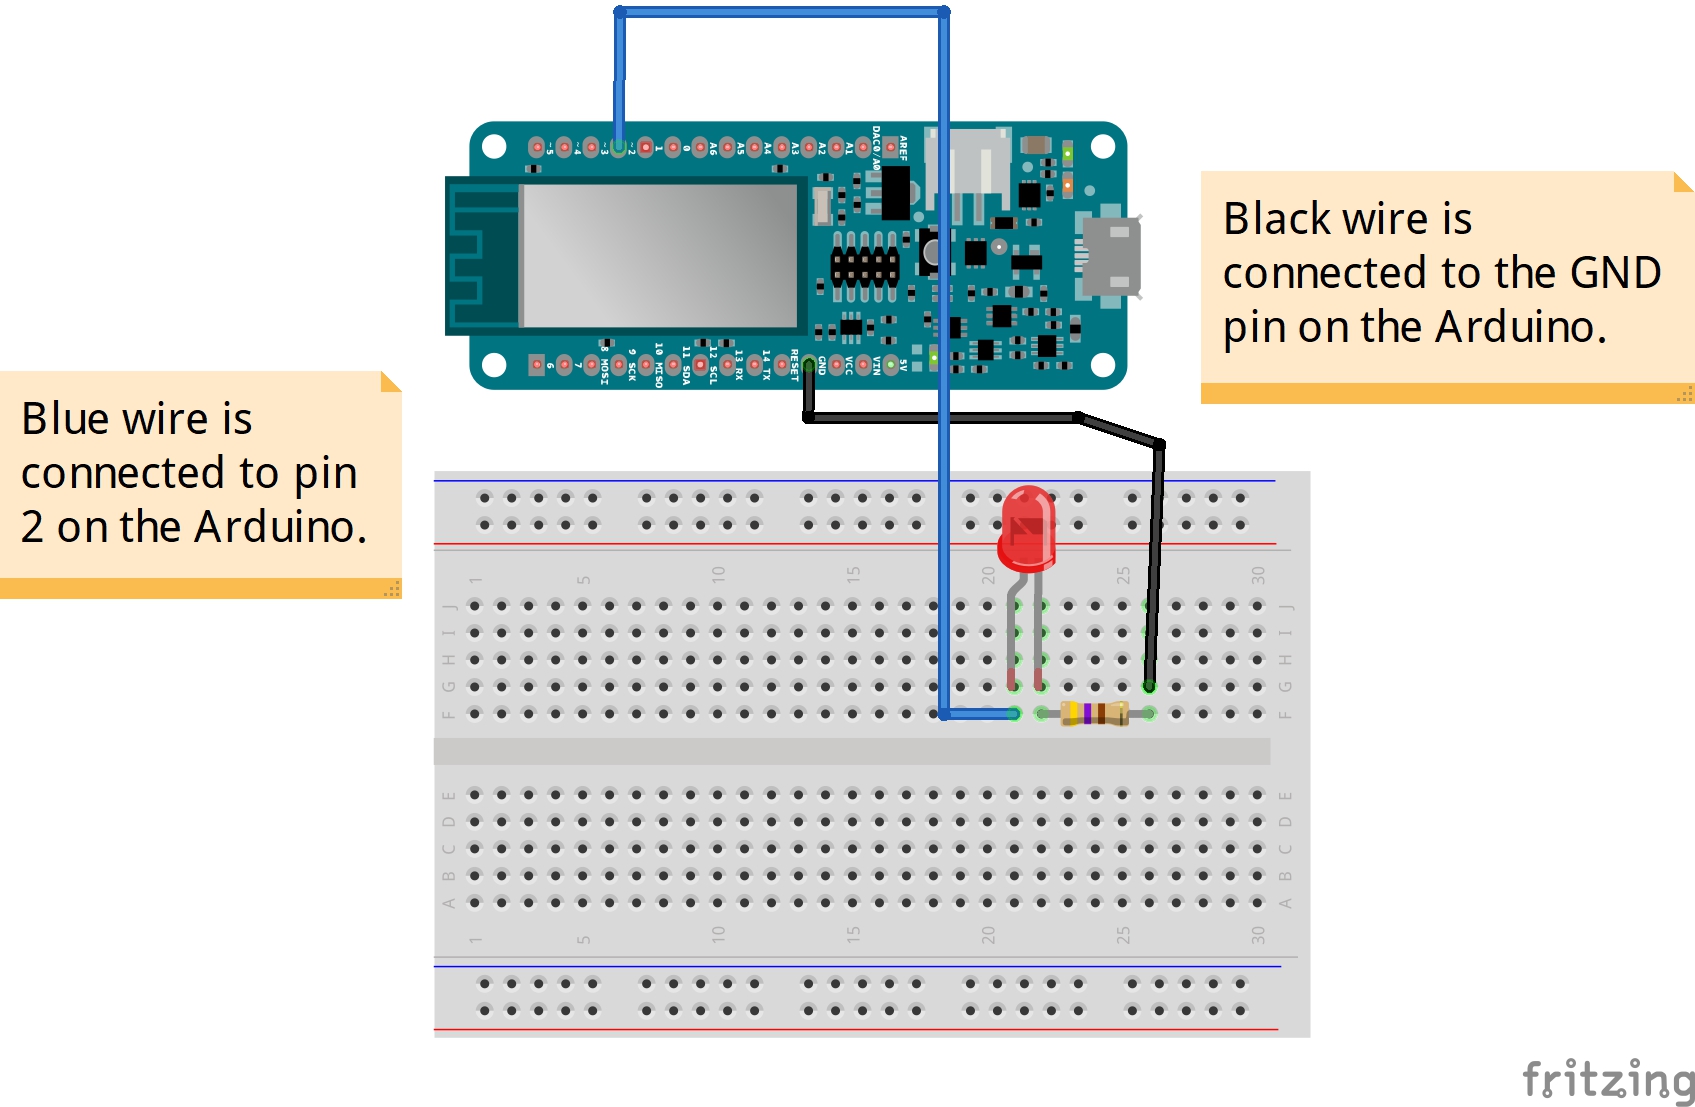 ~5 ~4 ~3 ~2 1 0 A6 A5 A4 A3 A2 A1 DAC0/A0 AREF
Black wire is
connected to the GND
pin on the Arduino.
6 7 8 MOSI 9 SCK 10 MISO 11 SDA 12 SCL 13 RX 14 TX RESET GND VCC VIN 5V
Blue wire is
connected to pin
2 on the Arduino.
1 5 10 15 20 25 30
J J
I I
H H
G G
F F
E E
D D
C C
B B
A A
1 5 10 15 20 25 30
fritzing